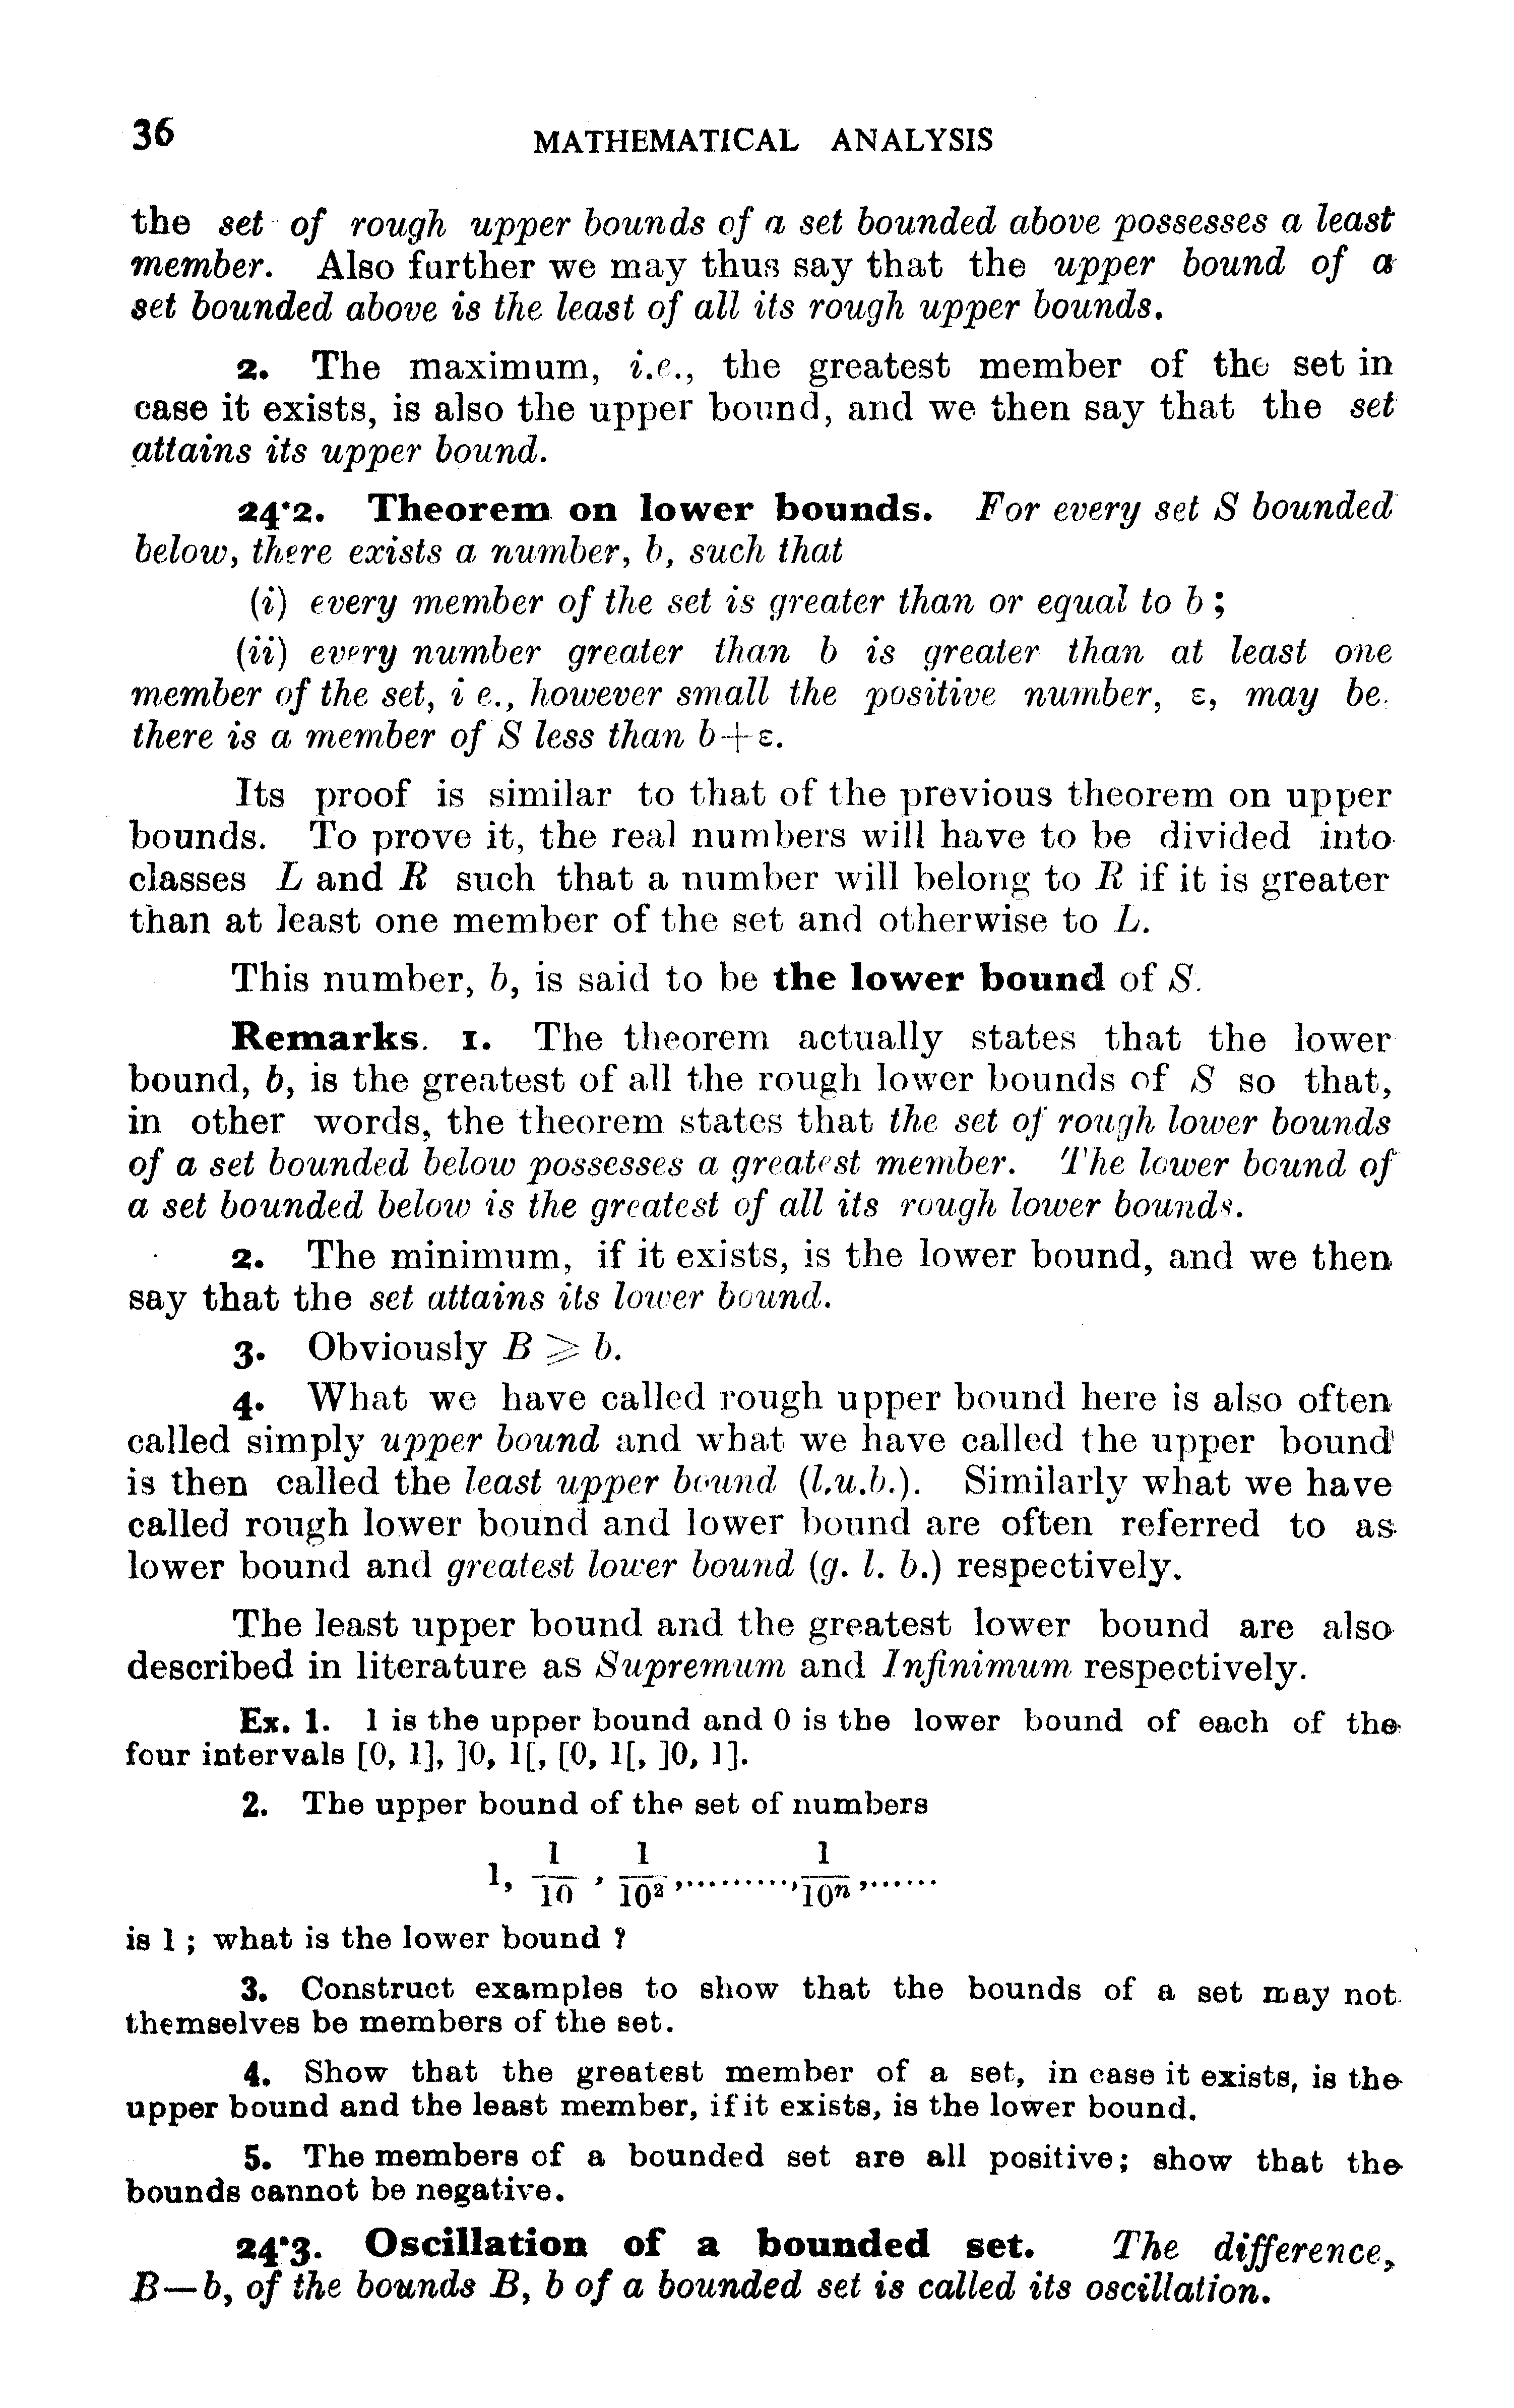 36 MATHEMATICAL ANALYSIS
the set of rough upper bounds of a set bounded above possesses a least
member. Also further we may thus say that the upper bound of a
set bounded above is the least of all its rough upper bounds.
2. The maximum, i.e., the greatest member of the set in
case it exists, is also the upper bound, and we then say that the set
attains its upper bound.
24·2. Theorem on lower bounds. For every set S bounded
below, there exists a number, b, such that
(i) every member of the set is greater than or equal to b ;
(ii) every number greater than b is greater than at least one
member of the set, i e., however small the positive number, ε, may be.
there is a member of S less than b+ε.
Its proof is similar to that of the previous theorem on upper
bounds. To prove it, the real numbers will have to be divided into
classes L and R such that a number will belong to R if it is greater
than at least one member of the set and otherwise to L.
This number, b, is said to be the lower bound of S.
Remarks. 1. The theorem actually states that the lower
bound, b, is the greatest of all the rough lower bounds of S so that,
in other words, the theorem states that the set of rough lower bounds
of a set bounded below possesses a greatest member. The lower bound of
a set bounded below is the greatest of all its rough lower bounds.
2. The minimum, if it exists, is the lower bound, and we then
say that the set attains its lower bound.
3. Obviously B ⩾ b.
4. What we have called rough upper bound here is also often
called simply upper bound and what we have called the upper bound
is then called the least upper bound (l.u.b.). Similarly what we have
called rough lower bound and lower bound are often referred to as
lower bound and greatest lower bound (g. l. b.) respectively.
The least upper bound and the greatest lower bound are also
described in literature as Supremum and Infinimum respectively.
Ex. 1. 1 is the upper bound and 0 is the lower bound of each of the
four intervals [0, 1], ]0, 1[, [0, 1[, ]0, 1].
2. The upper bound of the set of numbers
1, 1/10 , 1/10²,..........,1/10ⁿ,......
is 1 ; what is the lower bound ?
3. Construct examples to show that the bounds of a set may not
themselves be members of the set.
4. Show that the greatest member of a set, in case it exists, is the
upper bound and the least member, if it exists, is the lower bound.
5. The members of a bounded set are all positive; show that the
bounds cannot be negative.
24·3. Oscillation of a bounded set. The difference,
B—b, of the bounds B, b of a bounded set is called its oscillation.